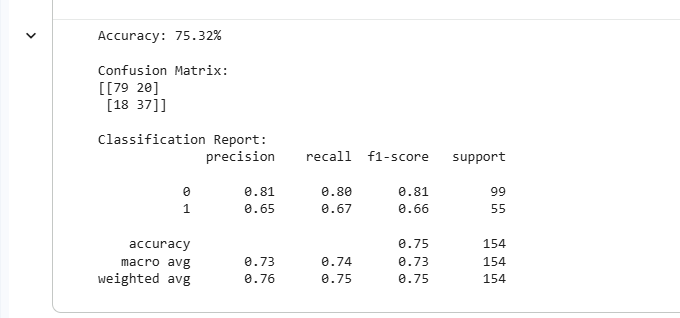 Accuracy: 75.32%
Confusion Matrix:
[[79 20]
[18 37]]
Classification Report:
precision recall f1-score support
0 0.81 0.80 0.81 99
1 0.65 0.67 0.66 55
accuracy 0.75 154
macro avg 0.73 0.74 0.73 154
weighted avg 0.76 0.75 0.75 154